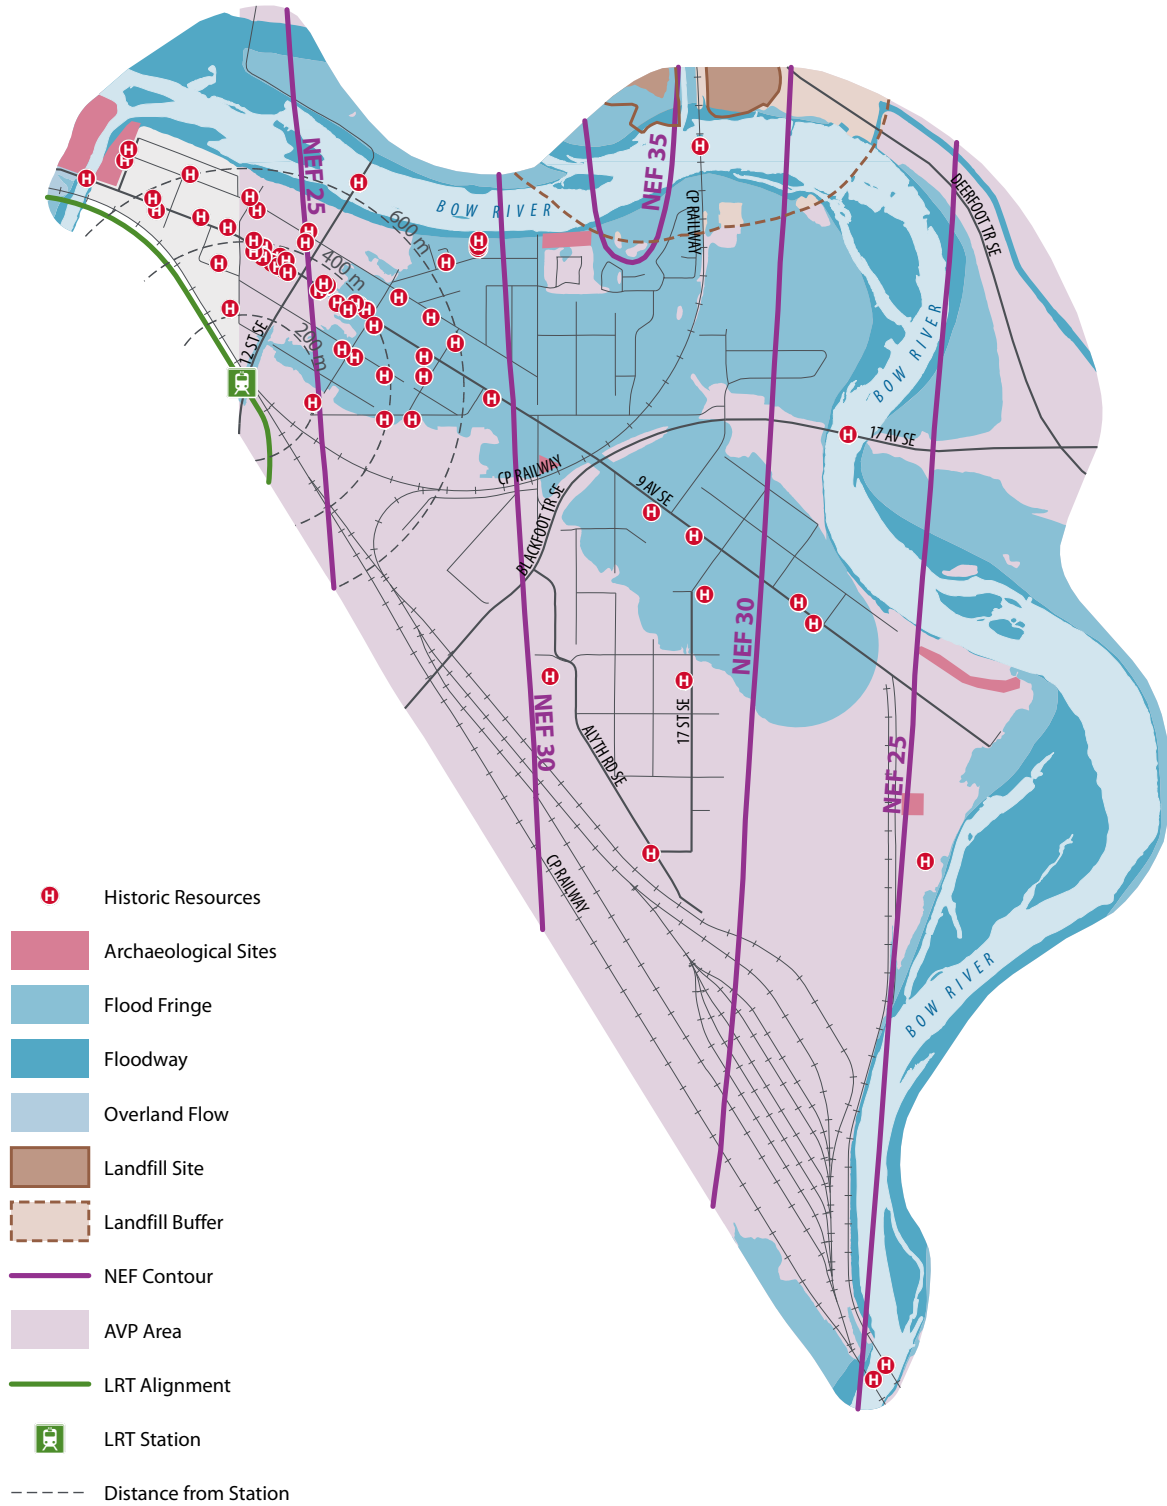 NEF 25
NEF 35
BOW RIVER
600 m
CP RAILWAY
DEERFOOT TR SE
400 m
200 m
12 ST SE
BOW RIVER
17 AV SE
CP RAILWAY
9 AV SE
BLACKFOOT TR SE
NEF 30
NEF 30
17 ST SE
ALYTH RD SE
NEF 25
CP RAILWAY
BOW RIVER
H Historic Resources
Archaeological Sites
Flood Fringe
Floodway
Overland Flow
Landfill Site
Landfill Buffer
NEF Contour
AVP Area
LRT Alignment
LRT Station
Distance from Station